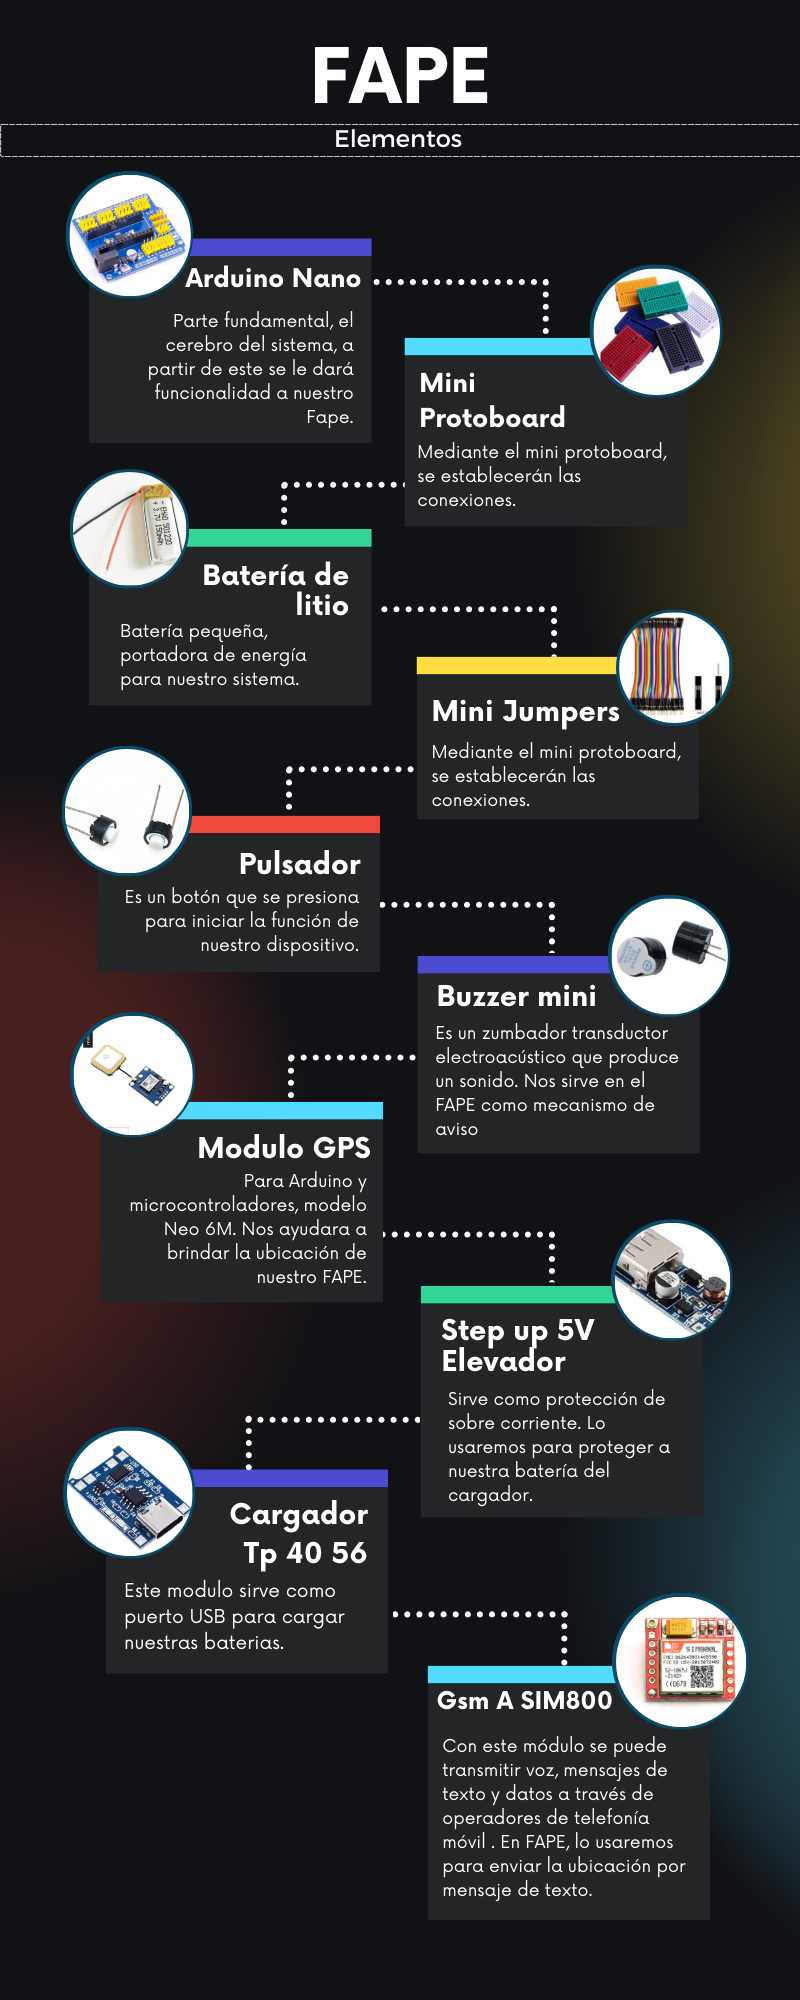 FAPE
Elementos
Arduino Nano
Parte fundamental, el
cerebro del sistema, a
partir de este se le dará
funcionalidad a nuestro
Fape.
Mini
Protoboard
Mediante el mini protoboard,
se establecerán las
conexiones.
Batería de
litio
Batería pequeña,
portadora de energía
para nuestro sistema.
Mini Jumpers
Mediante el mini protoboard,
se establecerán las
conexiones.
Pulsador
Es un botón que se presiona
para iniciar la función de
nuestro dispositivo.
Buzzer mini
Es un zumbador transductor
electroacústico que produce
un sonido. Nos sirve en el
FAPE como mecanismo de
aviso
Modulo GPS
Para Arduino y
microcontroladores, modelo
Neo 6M. Nos ayudara a
brindar la ubicación de
nuestro FAPE.
Step up 5V
Elevador
Sirve como protección de
sobre corriente. Lo
usaremos para proteger a
nuestra batería del
cargador.
Cargador
Tp 40 56
Este modulo sirve como
puerto USB para cargar
nuestras baterias.
SIM800L
Gsm A SIM800
Con este módulo se puede
transmitir voz, mensajes de
texto y datos a través de
operadores de telefonía
móvil . En FAPE, lo usaremos
para enviar la ubicación por
mensaje de texto.